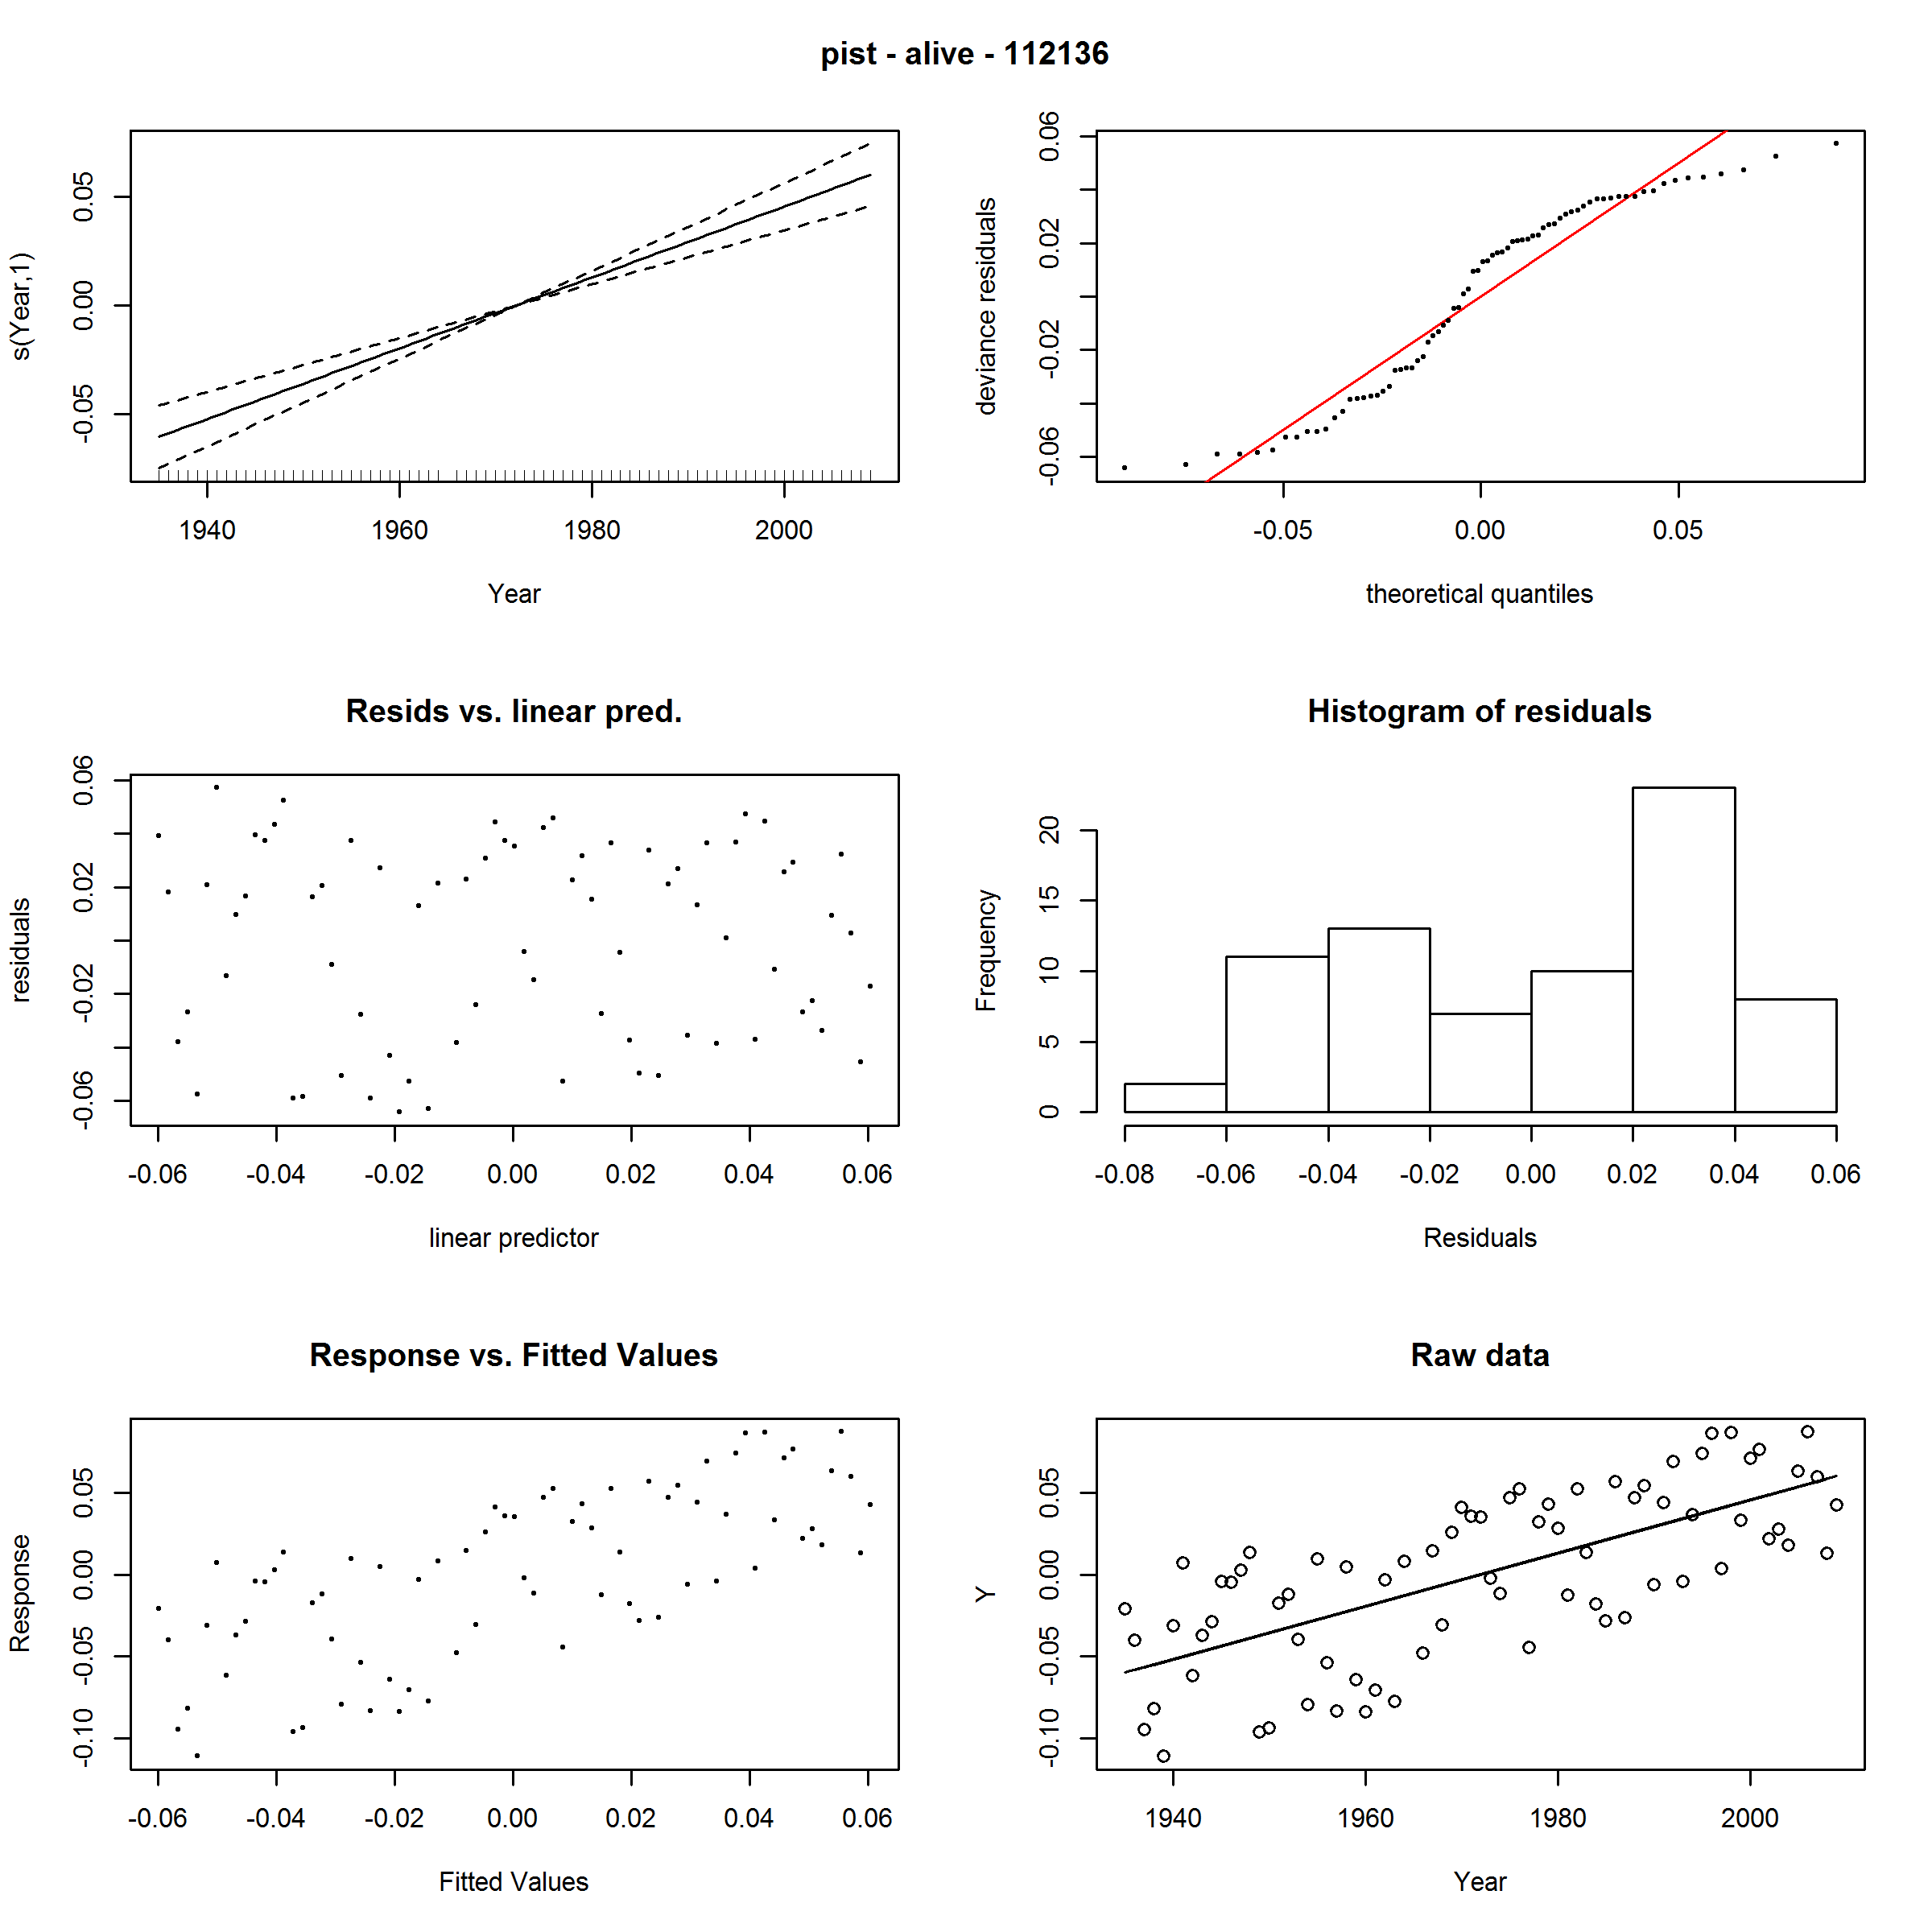 pist - alive - 112136
s(Year,1)
0.05
0.00
-0.05
1940 1960 1980 2000
Year
deviance residuals
0.06
0.02
-0.02
-0.06
-0.05 0.00 0.05
theoretical quantiles
Resids vs. linear pred.
residuals
0.06
0.02
-0.02
-0.06
-0.06 -0.04 -0.02 0.00 0.02 0.04 0.06
linear predictor
Histogram of residuals
Frequency
20
15
10
5
0
-0.08 -0.06 -0.04 -0.02 0.00 0.02 0.04 0.06
Residuals
Response vs. Fitted Values
Response
0.05
0.00
-0.05
-0.10
-0.06 -0.04 -0.02 0.00 0.02 0.04 0.06
Fitted Values
Raw data
Y
0.05
0.00
-0.05
-0.10
1940 1960 1980 2000
Year